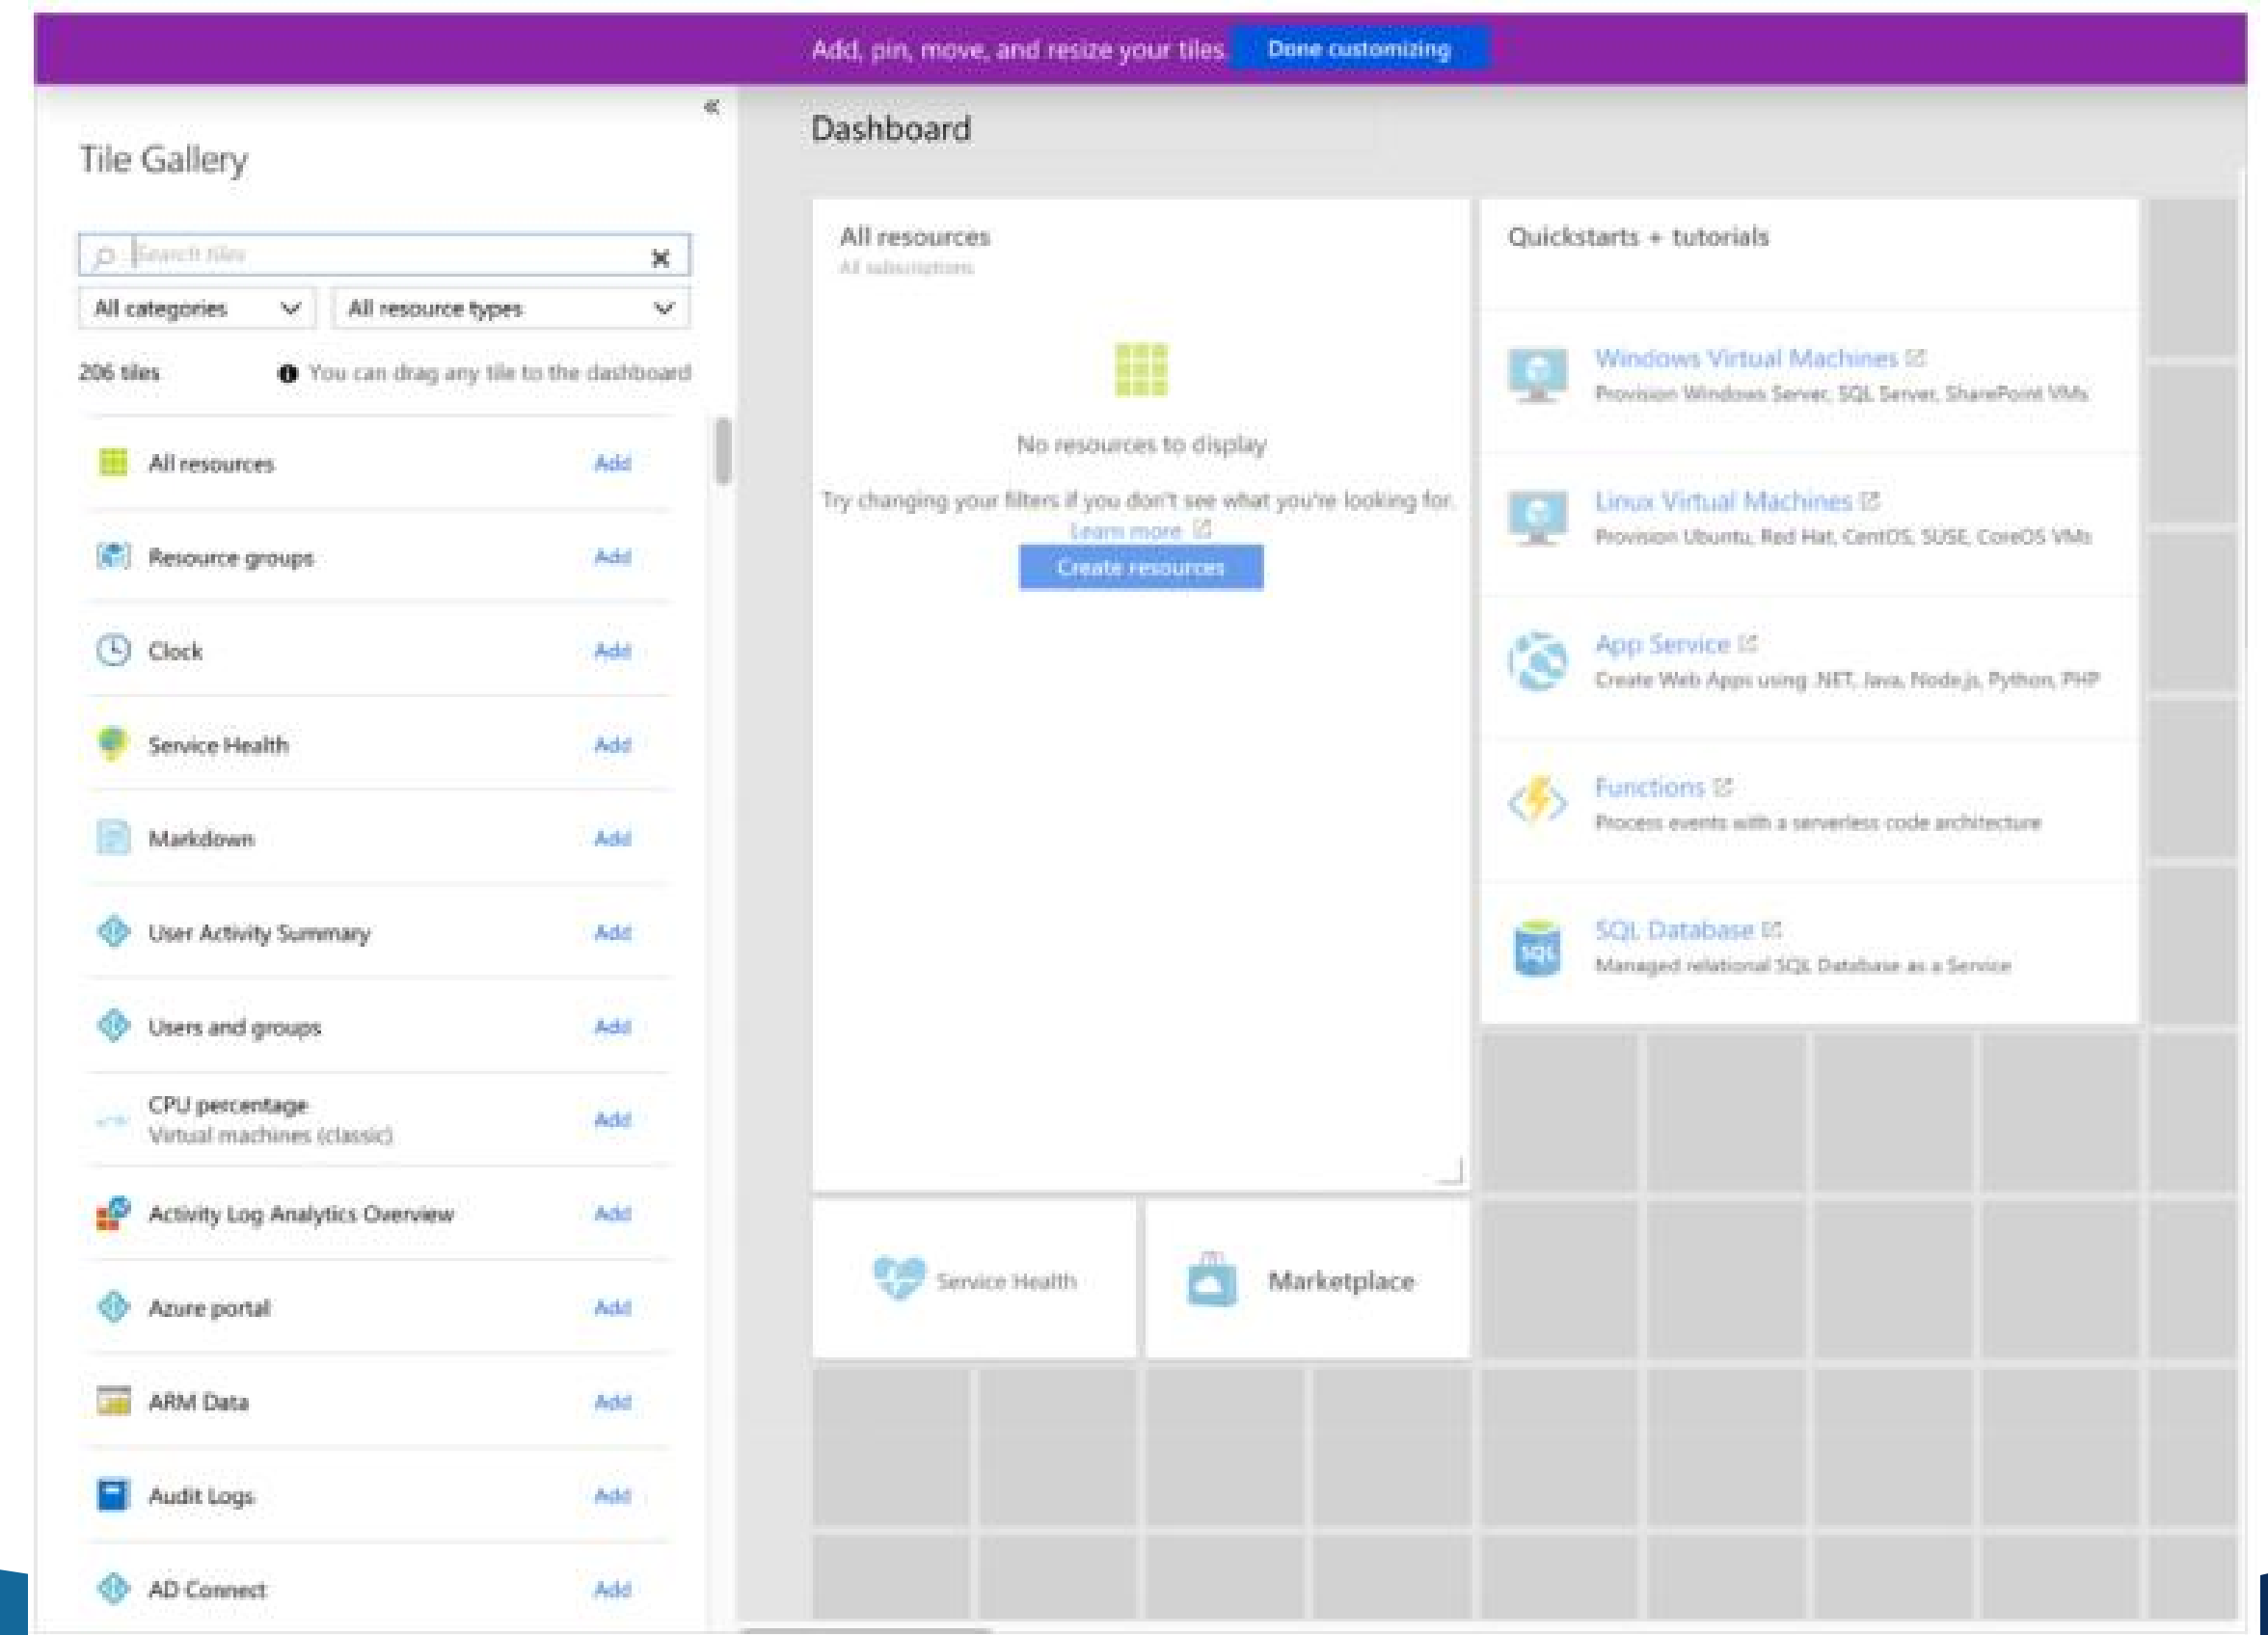 Add, pin, move, and resize your tiles.
Done customizing
«
Tile Gallery
Search tiles
All categories
All resource types
206 tiles
You can drag any tile to the dashboard
All resources Add
Resource groups Add
Clock Add
Service Health Add
Markdown Add
User Activity Summary Add
Users and groups Add
CPU percentage
Virtual machines (classic)
Add
Activity Log Analytics Overview Add
Azure portal Add
ARM Data Add
Audit Logs Add
AD Connect Add
Dashboard
All resources
All subscriptions
No resources to display
Try changing your filters if you don't see what you're looking for.
Learn more
Create resources
Quickstarts + tutorials
Windows Virtual Machines
Provision Windows Server, SQL Server, SharePoint VMs
Linux Virtual Machines
Provision Ubuntu, Red Hat, CentOS, SUSE, CoreOS VMs
App Service
Create Web Apps using .NET, Java, Node.js, Python, PHP
Functions
Process events with a serverless code architecture
SQL
SQL Database
Managed relational SQL Database as a Service
Service Health
Marketplace